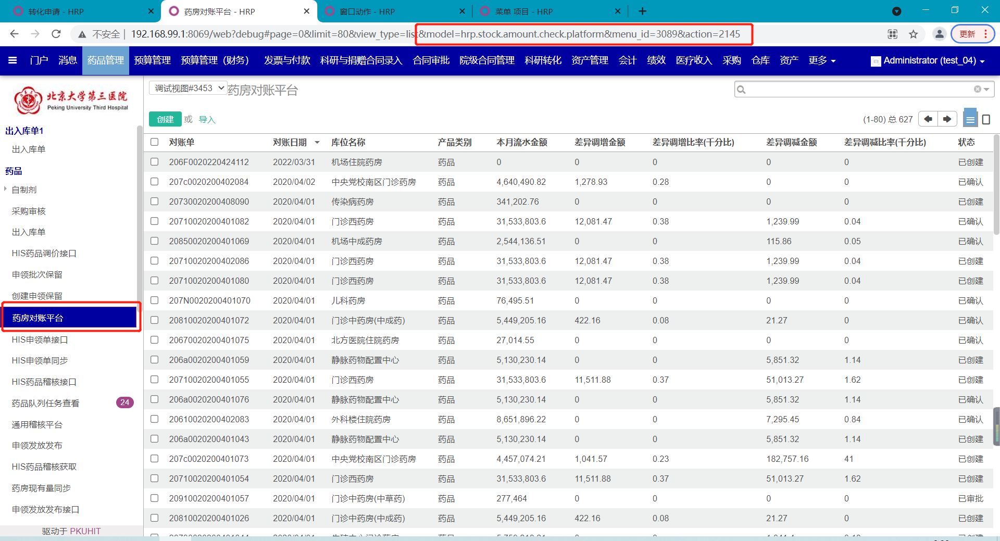 转化申请 - HRP
药房对账平台 - HRP
窗口动作 - HRP
菜单 项目 - HRP
不安全 192.168.99.1:8069/web?debug#page=0&limit=80&view_type=list&model=hrp.stock.amount.check.platform&menu_id=3089&action=2145 更新
门户 消息 药品管理 预算管理 预算管理（财务） 发票与付款 科研与捐赠合同录入 合同审批 院级合同管理 科研转化 资产管理 会计 绩效 医疗收入 采购 仓库 资产 更多 Administrator (test_04)
北京大学第三医院
Peking University Third Hospital
出入库单1
出入库单
药品
自制剂
采购审核
出入库单
HIS药品调价接口
申领批次保留
创建申领保留
药房对账平台
HIS申领单接口
HIS申领单同步
HIS药品稽核接口
药品队列任务查看 24
通用稽核平台
申领发放发布
HIS药品稽核获取
药房现有量同步
申领发放发布接口
驱动于 PKUHIT
调试视图#3453 药房对账平台
创建 或 导入 (1-80) 总 627
对账单 对账日期 库位名称 产品类别 本月流水金额 差异调增金额 差异调增比率(千分比) 差异调减金额 差异调减比率(千分比) 状态
206F0020220424112 2022/03/31 机场住院药房 药品 0 0 0 0 0 已创建
207c0020200402084 2020/04/02 中央党校南区门诊药房 药品 4,640,490.82 1,278.93 0.28 0 0 已确认
20730020200408090 2020/04/01 传染病药房 药品 341,202.76 0 0 0 0 已创建
20710020200401082 2020/04/01 门诊西药房 药品 31,533,803.6 12,081.47 0.38 1,239.99 0.04 已确认
20850020200401069 2020/04/01 机场中成药房 药品 2,544,136.51 0 0 115.86 0.05 已确认
20710020200402086 2020/04/01 门诊西药房 药品 31,533,803.6 12,081.47 0.38 1,239.99 0.04 已创建
20710020200401080 2020/04/01 门诊西药房 药品 31,533,803.6 12,081.47 0.38 1,239.99 0.04 已创建
207N0020200401070 2020/04/01 儿科药房 药品 76,495.51 0 0 0 0 已确认
20810020200401072 2020/04/01 门诊中药房(中成药) 药品 5,449,205.16 422.16 0.08 21.27 0 已确认
20670020200401075 2020/04/01 北方医院住院药房 药品 27,014.55 0 0 0 0 已确认
206a0020200401059 2020/04/01 静脉药物配置中心 药品 5,130,230.14 0 0 5,851.32 1.14 已创建
20710020200401055 2020/04/01 门诊西药房 药品 31,533,803.6 11,511.88 0.37 51,013.27 1.62 已创建
206a0020200401076 2020/04/01 静脉药物配置中心 药品 5,130,230.14 0 0 5,851.32 1.14 已确认
20610020200402083 2020/04/01 外科楼住院药房 药品 8,651,896.22 0 0 7,295.45 0.84 已确认
206a0020200401043 2020/04/01 静脉药物配置中心 药品 5,130,230.14 0 0 5,851.32 1.14 已创建
207c0020200401073 2020/04/01 中央党校南区门诊药房 药品 4,457,074.21 1,041.57 0.23 182,757.16 41 已创建
20710020200401054 2020/04/01 门诊西药房 药品 31,533,803.6 11,511.88 0.37 51,013.27 1.62 已创建
20910020200401057 2020/04/01 门诊中药房(中草药) 药品 277,464 0 0 0 0 已审批
20810020200401026 2020/04/01 门诊中药房(中成药) 药品 5,449,205.16 422.16 0.08 21.27 0 已创建